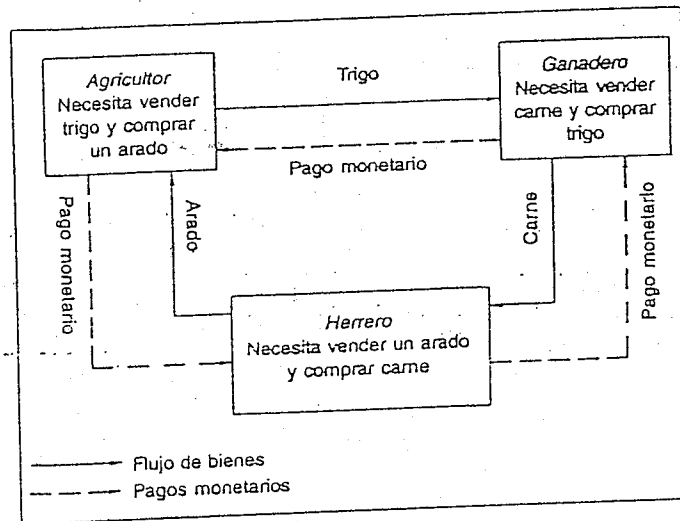 Agricultor
Necesita vender
trigo y comprar
un arado
Trigo
Ganadero
Necesita vender
carne y comprar
trigo
Pago monetario
Pago monetario
Arado
Carne
Pago monetario
Herrero
Necesita vender un arado
y comprar carne
Flujo de bienes
Pagos monetarios